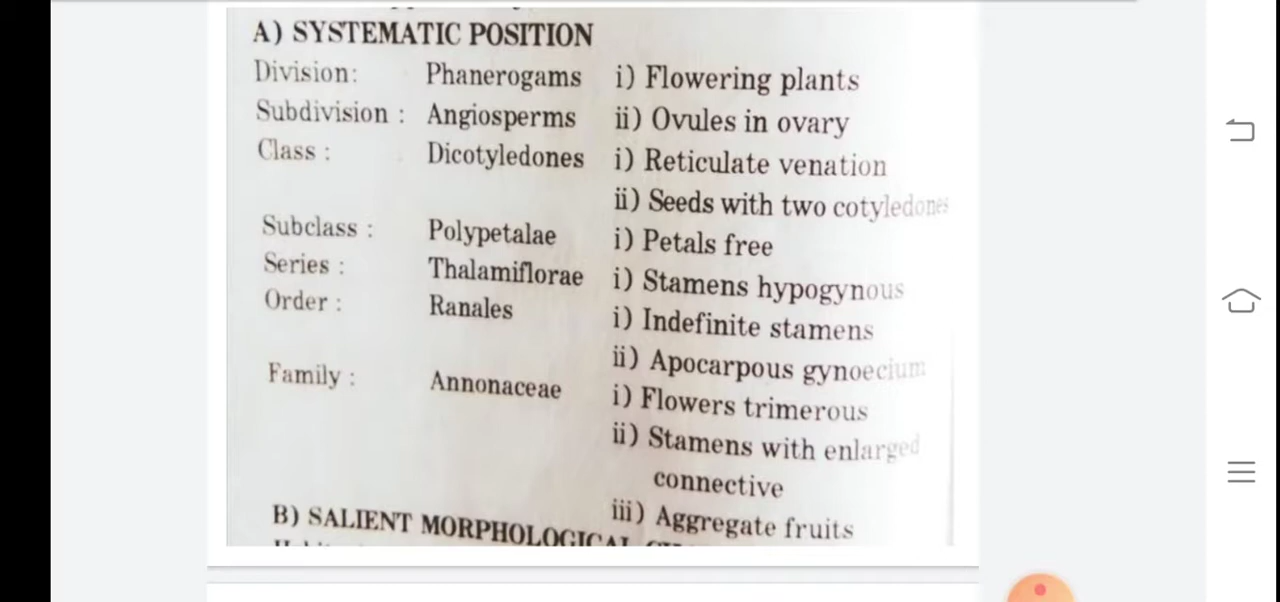 A) SYSTEMATIC POSITION
Division: Phanerogams i) Flowering plants
Subdivision : Angiosperms ii) Ovules in ovary
Class : Dicotyledones i) Reticulate venation
ii) Seeds with two cotyledones
Subclass : Polypetalae i) Petals free
Series : Thalamiflorae i) Stamens hypogynous
Order : Ranales i) Indefinite stamens
ii) Apocarpous gynoecium
Family : Annonaceae i) Flowers trimerous
ii) Stamens with enlarged
connective
iii) Aggregate fruits
B) SALIENT MORPHOLOGICAL